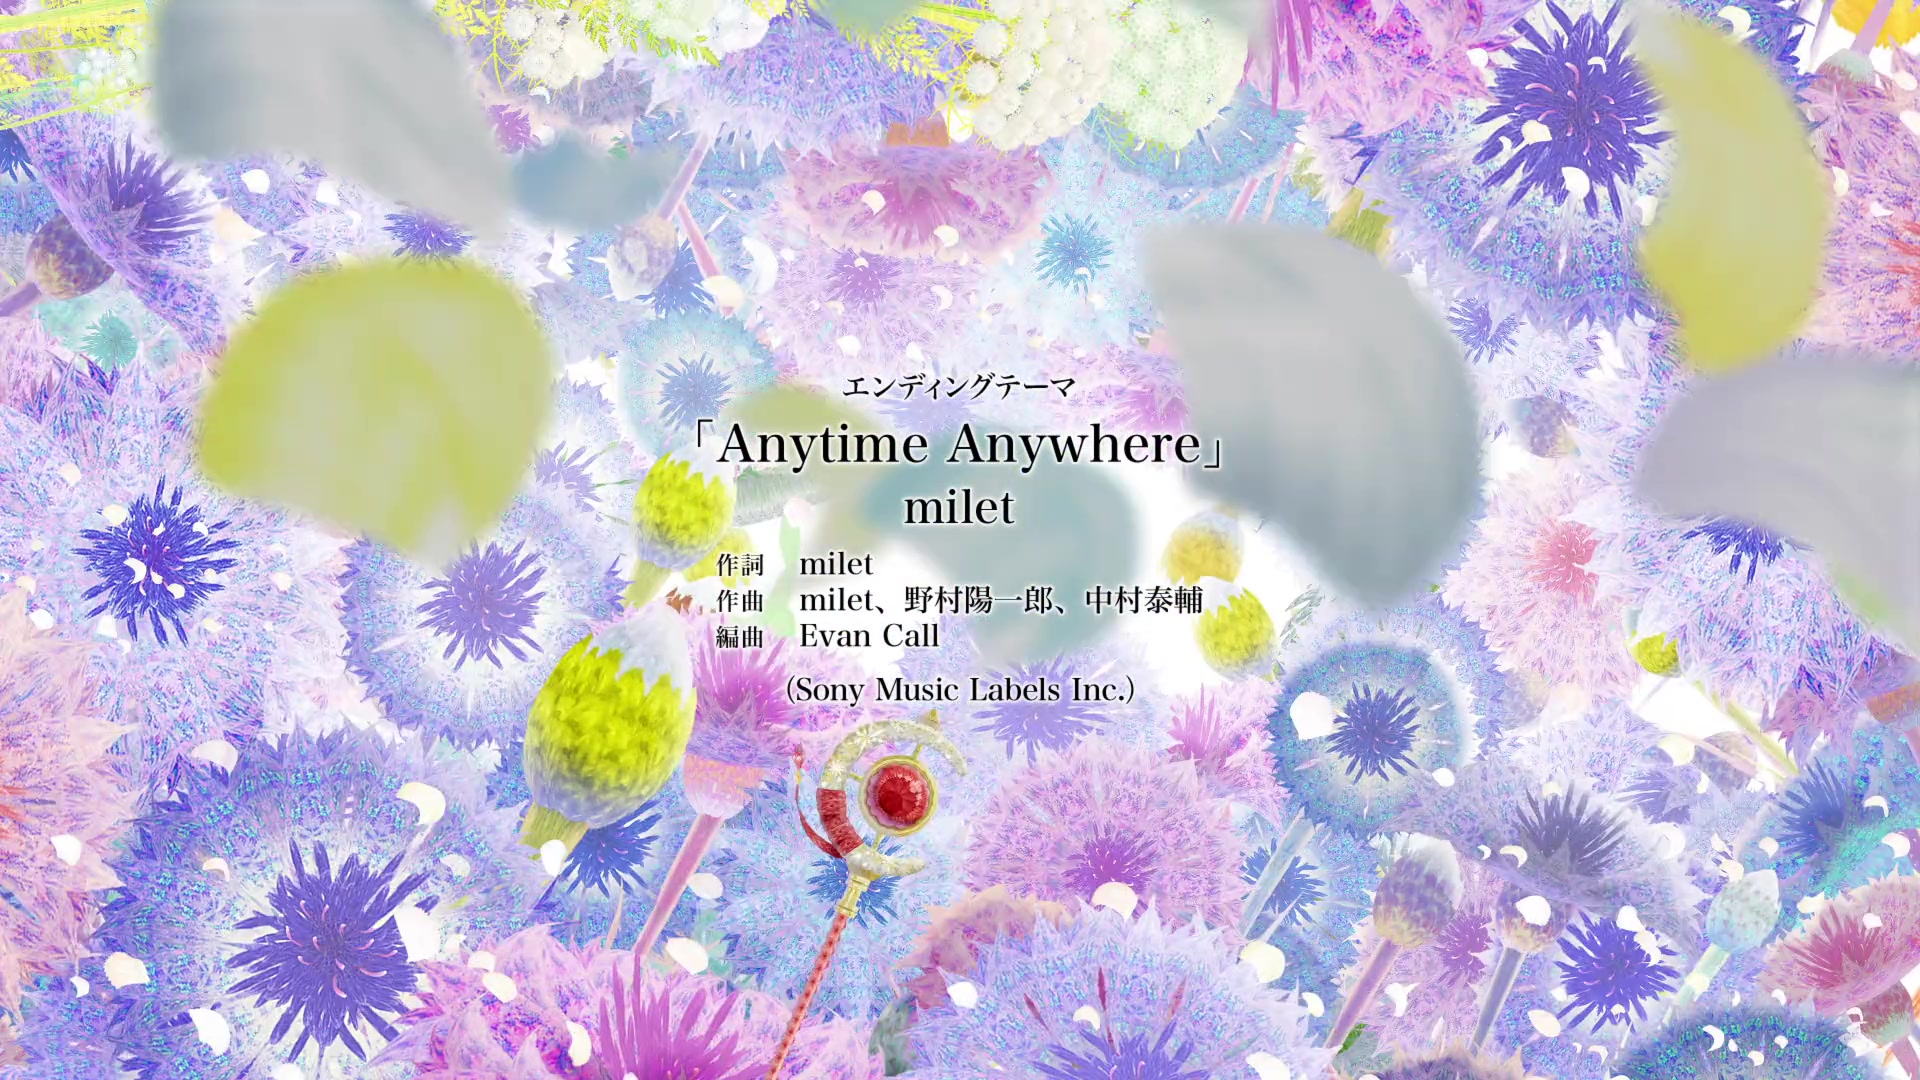 エンディングテーマ
「Anytime Anywhere」
milet
作詞 milet
作曲 milet、野村陽一郎、中村泰輔
編曲 Evan Call
(Sony Music Labels Inc.)